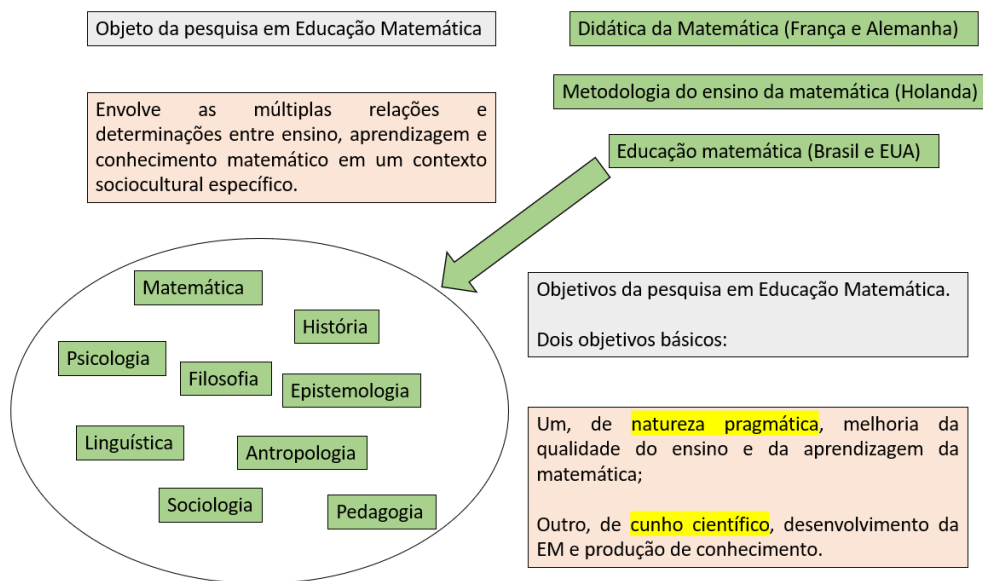 Objeto da pesquisa em Educação Matemática
Envolve as múltiplas relações e
determinações entre ensino, aprendizagem e
conhecimento matemático em um contexto
sociocultural específico.
Didática da Matemática (França e Alemanha)
Metodologia do ensino da matemática (Holanda)
Educação matemática (Brasil e EUA)
Matemática
História
Psicologia
Filosofia
Epistemologia
Linguística
Antropologia
Sociologia
Pedagogia
Objetivos da pesquisa em Educação Matemática.
Dois objetivos básicos:
Um, de natureza pragmática, melhoria da
qualidade do ensino e da aprendizagem da
matemática;
Outro, de cunho científico, desenvolvimento da
EM e produção de conhecimento.